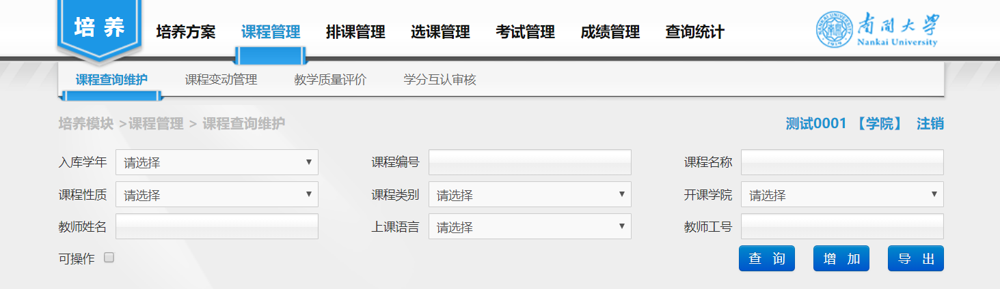 培养 培养方案 课程管理 排课管理 选课管理 考试管理 成绩管理 查询统计 南开大学
NANKAI UNIVERSITY 1919 Nankai University
课程查询维护 课程变动管理 教学质量评价 学分互认审核
培养模块 >课程管理 > 课程查询维护 测试0001 【学院】 注销
入库学年 请选择 课程编号 课程名称
课程性质 请选择 课程类别 请选择 开课学院 请选择
教师姓名 上课语言 请选择 教师工号
可操作 查 询 增 加 导 出